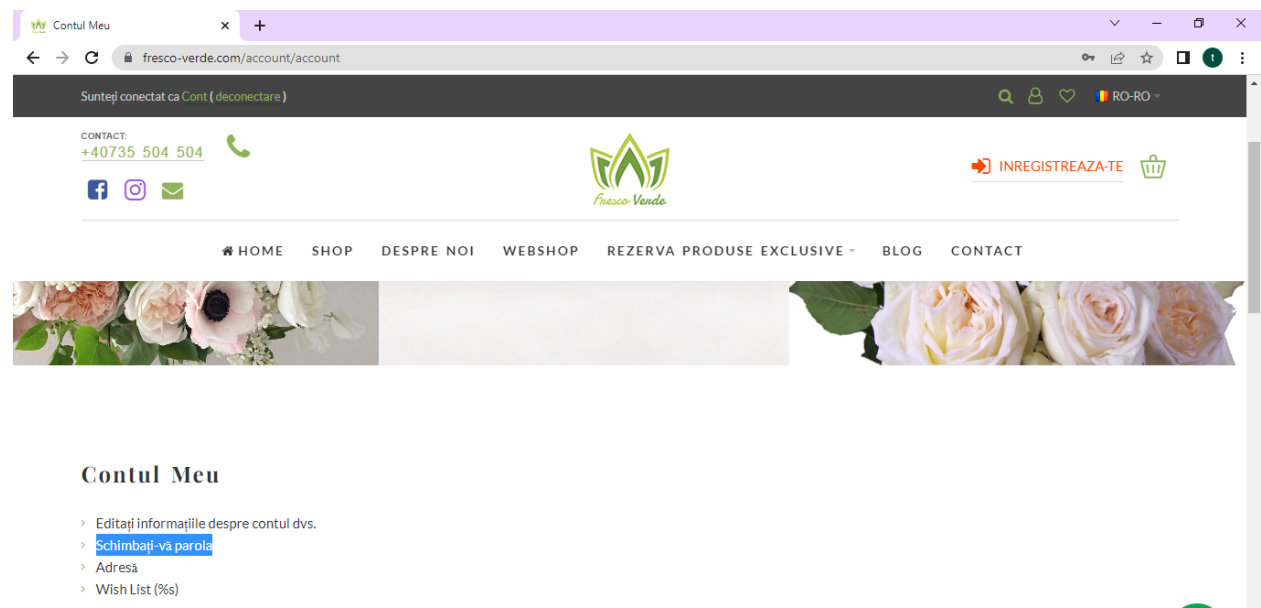 Contul Meu
fresco-verde.com/account/account
t
Sunteți conectat ca Cont ( deconectare )
RO-RO
CONTACT:
+40735 504 504
Fresco Verde
INREGISTREAZA-TE
HOME SHOP DESPRE NOI WEBSHOP REZERVA PRODUSE EXCLUSIVE BLOG CONTACT
Contul Meu
Editați informațiile despre contul dvs.
Schimbați-vă parola
Adresă
Wish List (%s)